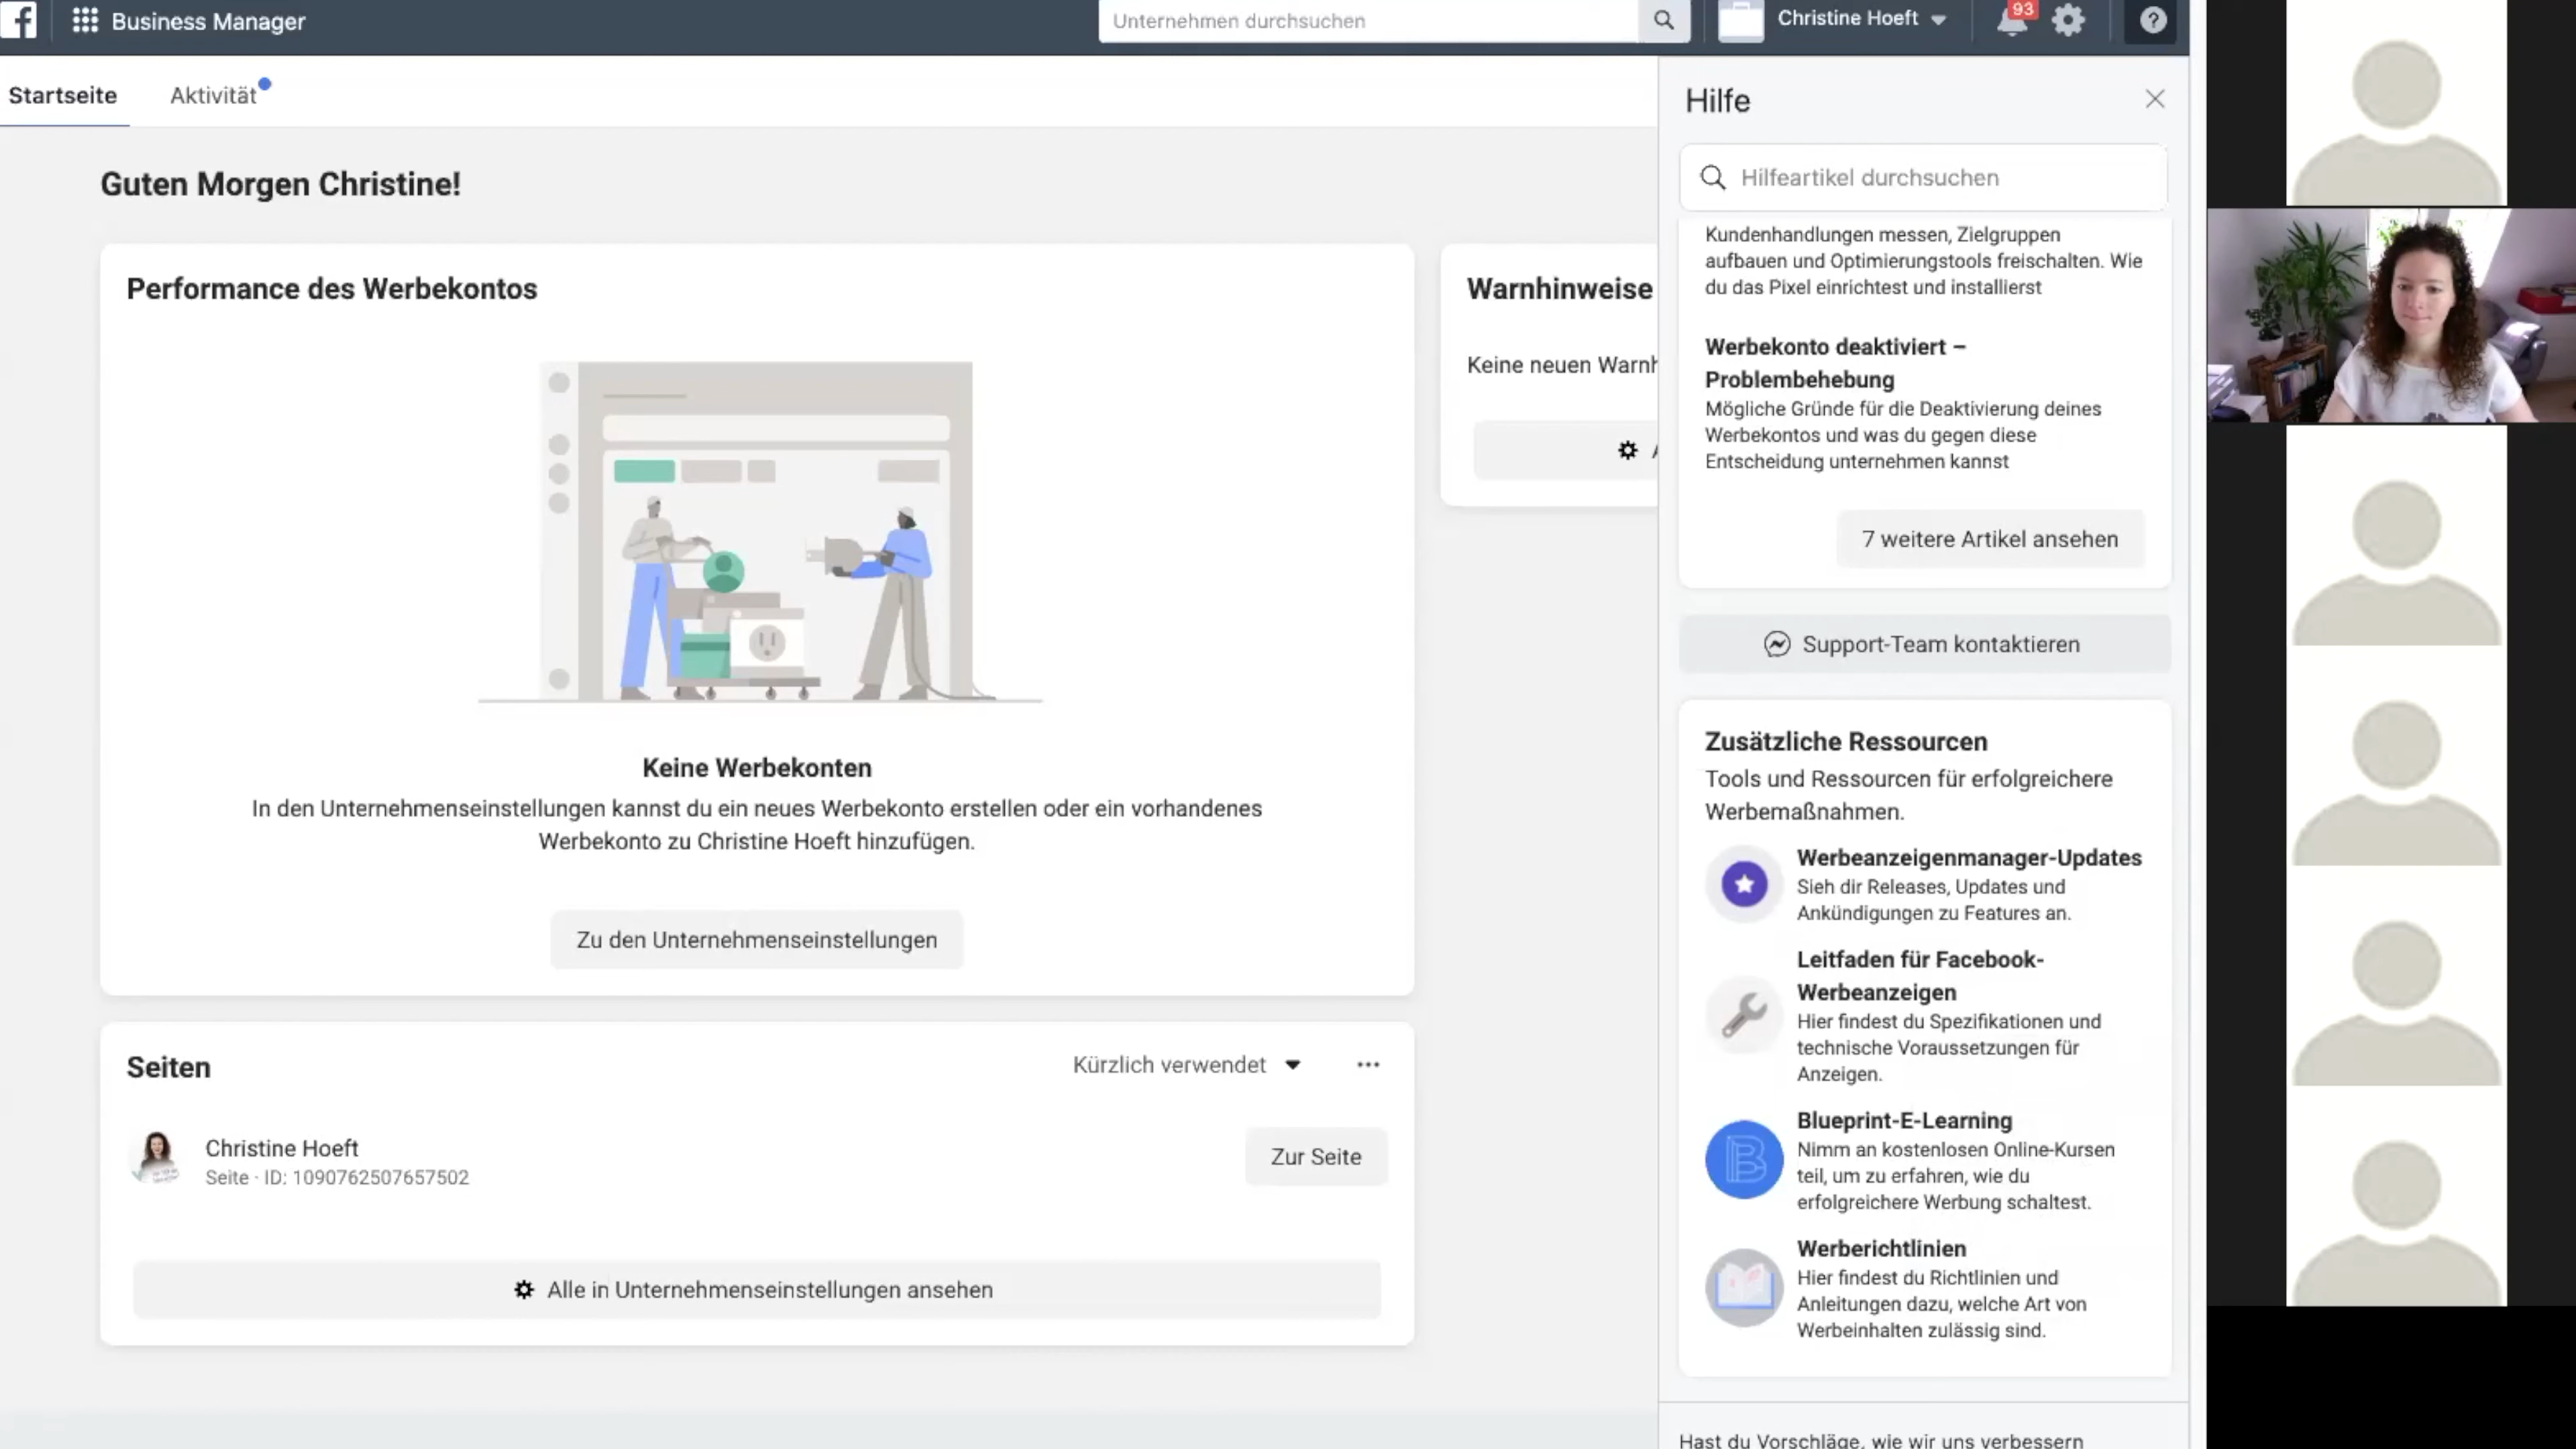 Business Manager
Unternehmen durchsuchen
Christine Hoeft
93
Startseite
Aktivität
Guten Morgen Christine!
Performance des Werbekontos
Keine Werbekonten
In den Unternehmenseinstellungen kannst du ein neues Werbekonto erstellen oder ein vorhandenes
Werbekonto zu Christine Hoeft hinzufügen.
Zu den Unternehmenseinstellungen
Seiten
Kürzlich verwendet
Christine Hoeft
Seite · ID: 1090762507657502
Zur Seite
Alle in Unternehmenseinstellungen ansehen
Warnhinweise
Keine neuen
Hilfe
Hilfeartikel durchsuchen
Kundenhandlungen messen, Zielgruppen
aufbauen und Optimierungstools freischalten. Wie
du das Pixel einrichtest und installierst
Werbekonto deaktiviert –
Problembehebung
Mögliche Gründe für die Deaktivierung deines
Werbekontos und was du gegen diese
Entscheidung unternehmen kannst
7 weitere Artikel ansehen
Support-Team kontaktieren
Zusätzliche Ressourcen
Tools und Ressourcen für erfolgreichere
Werbemaßnahmen.
Werbeanzeigenmanager-Updates
Sieh dir Releases, Updates und
Ankündigungen zu Features an.
Leitfaden für Facebook-
Werbeanzeigen
Hier findest du Spezifikationen und
technische Voraussetzungen für
Anzeigen.
Blueprint-E-Learning
Nimm an kostenlosen Online-Kursen
teil, um zu erfahren, wie du
erfolgreichere Werbung schaltest.
Werberichtlinien
Hier findest du Richtlinien und
Anleitungen dazu, welche Art von
Werbeinhalten zulässig sind.
Hast du Vorschläge, wie wir uns verbessern